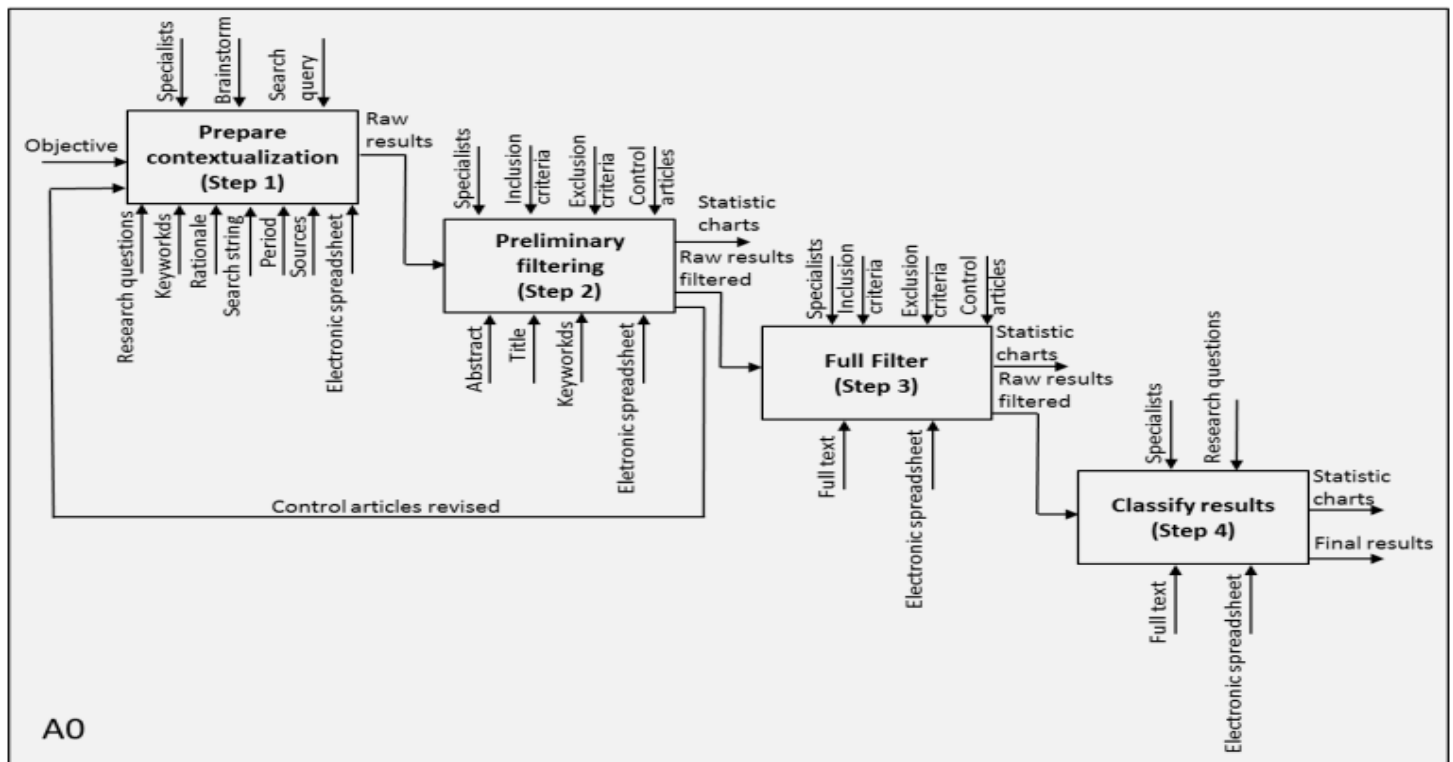 Specialists
Brainstorm
Search
query
Objective
Prepare
contextualization
(Step 1)
Raw
results
Research questions
Keyworkds
Rationale
Search string
Period
Sources
Electronic spreadsheet
Specialists
Inclusion
criteria
Exclusion
criteria
Control
articles
Preliminary
filtering
(Step 2)
Statistic
charts
Raw results
filtered
Abstract
Title
Keyworkds
Eletronic spreadsheet
Control articles revised
Specialists
Inclusion
criteria
Exclusion
criteria
Control
articles
Full Filter
(Step 3)
Statistic
charts
Raw results
filtered
Full text
Electronic spreadsheet
Specialists
Research questions
Classify results
(Step 4)
Statistic
charts
Final results
Full text
Electronic spreadsheet
A0